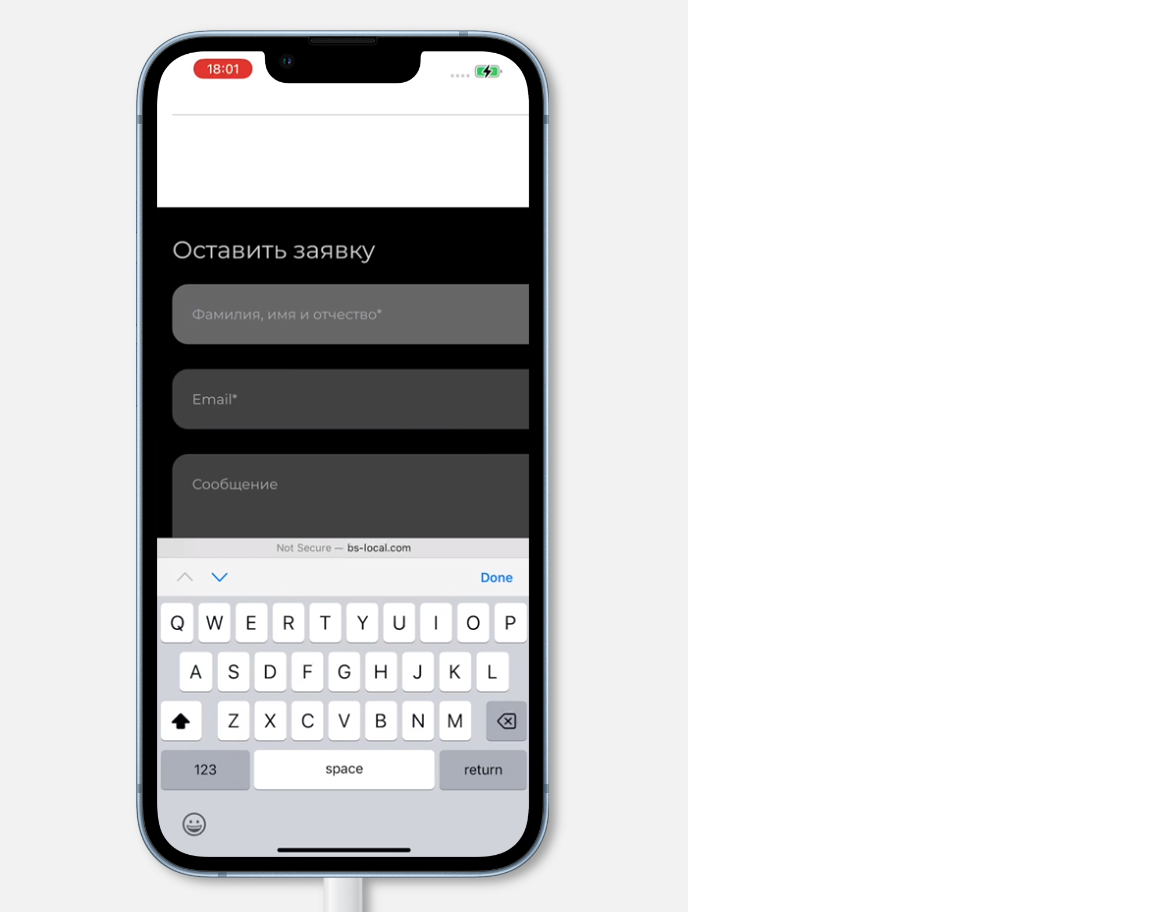 18:01
Оставить заявку
Фамилия, имя и отчество*
Email*
Сообщение
Not Secure — bs-local.com
Done
Q W E R T Y U I O P
A S D F G H J K L
Z X C V B N M
123 space return